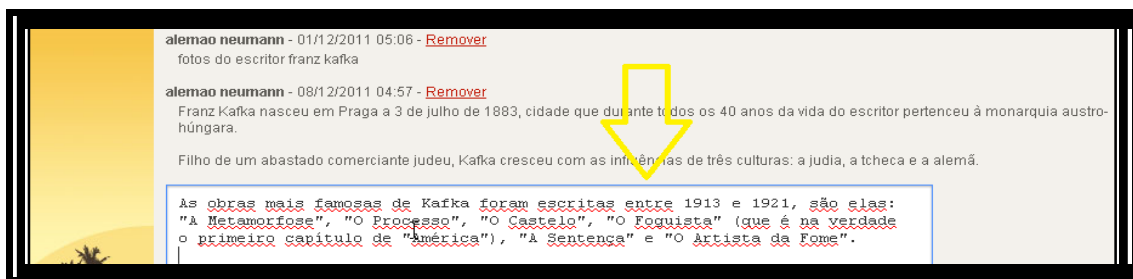 alemao neumann - 01/12/2011 05:06 - Remover
fotos do escritor franz kafka
alemao neumann - 08/12/2011 04:57 - Remover
Franz Kafka nasceu em Praga a 3 de julho de 1883, cidade que durante todos os 40 anos da vida do escritor pertenceu à monarquia austro-
húngara.
Filho de um abastado comerciante judeu, Kafka cresceu com as influências de três culturas: a judia, a tcheca e a alemã.
As obras mais famosas de Kafka foram escritas entre 1913 e 1921, são elas:
"A Metamorfose", "O Processo", "O Castelo", "O Foguista" (que é na verdade
o primeiro capítulo de "América"), "A Sentença" e "O Artista da Fome".